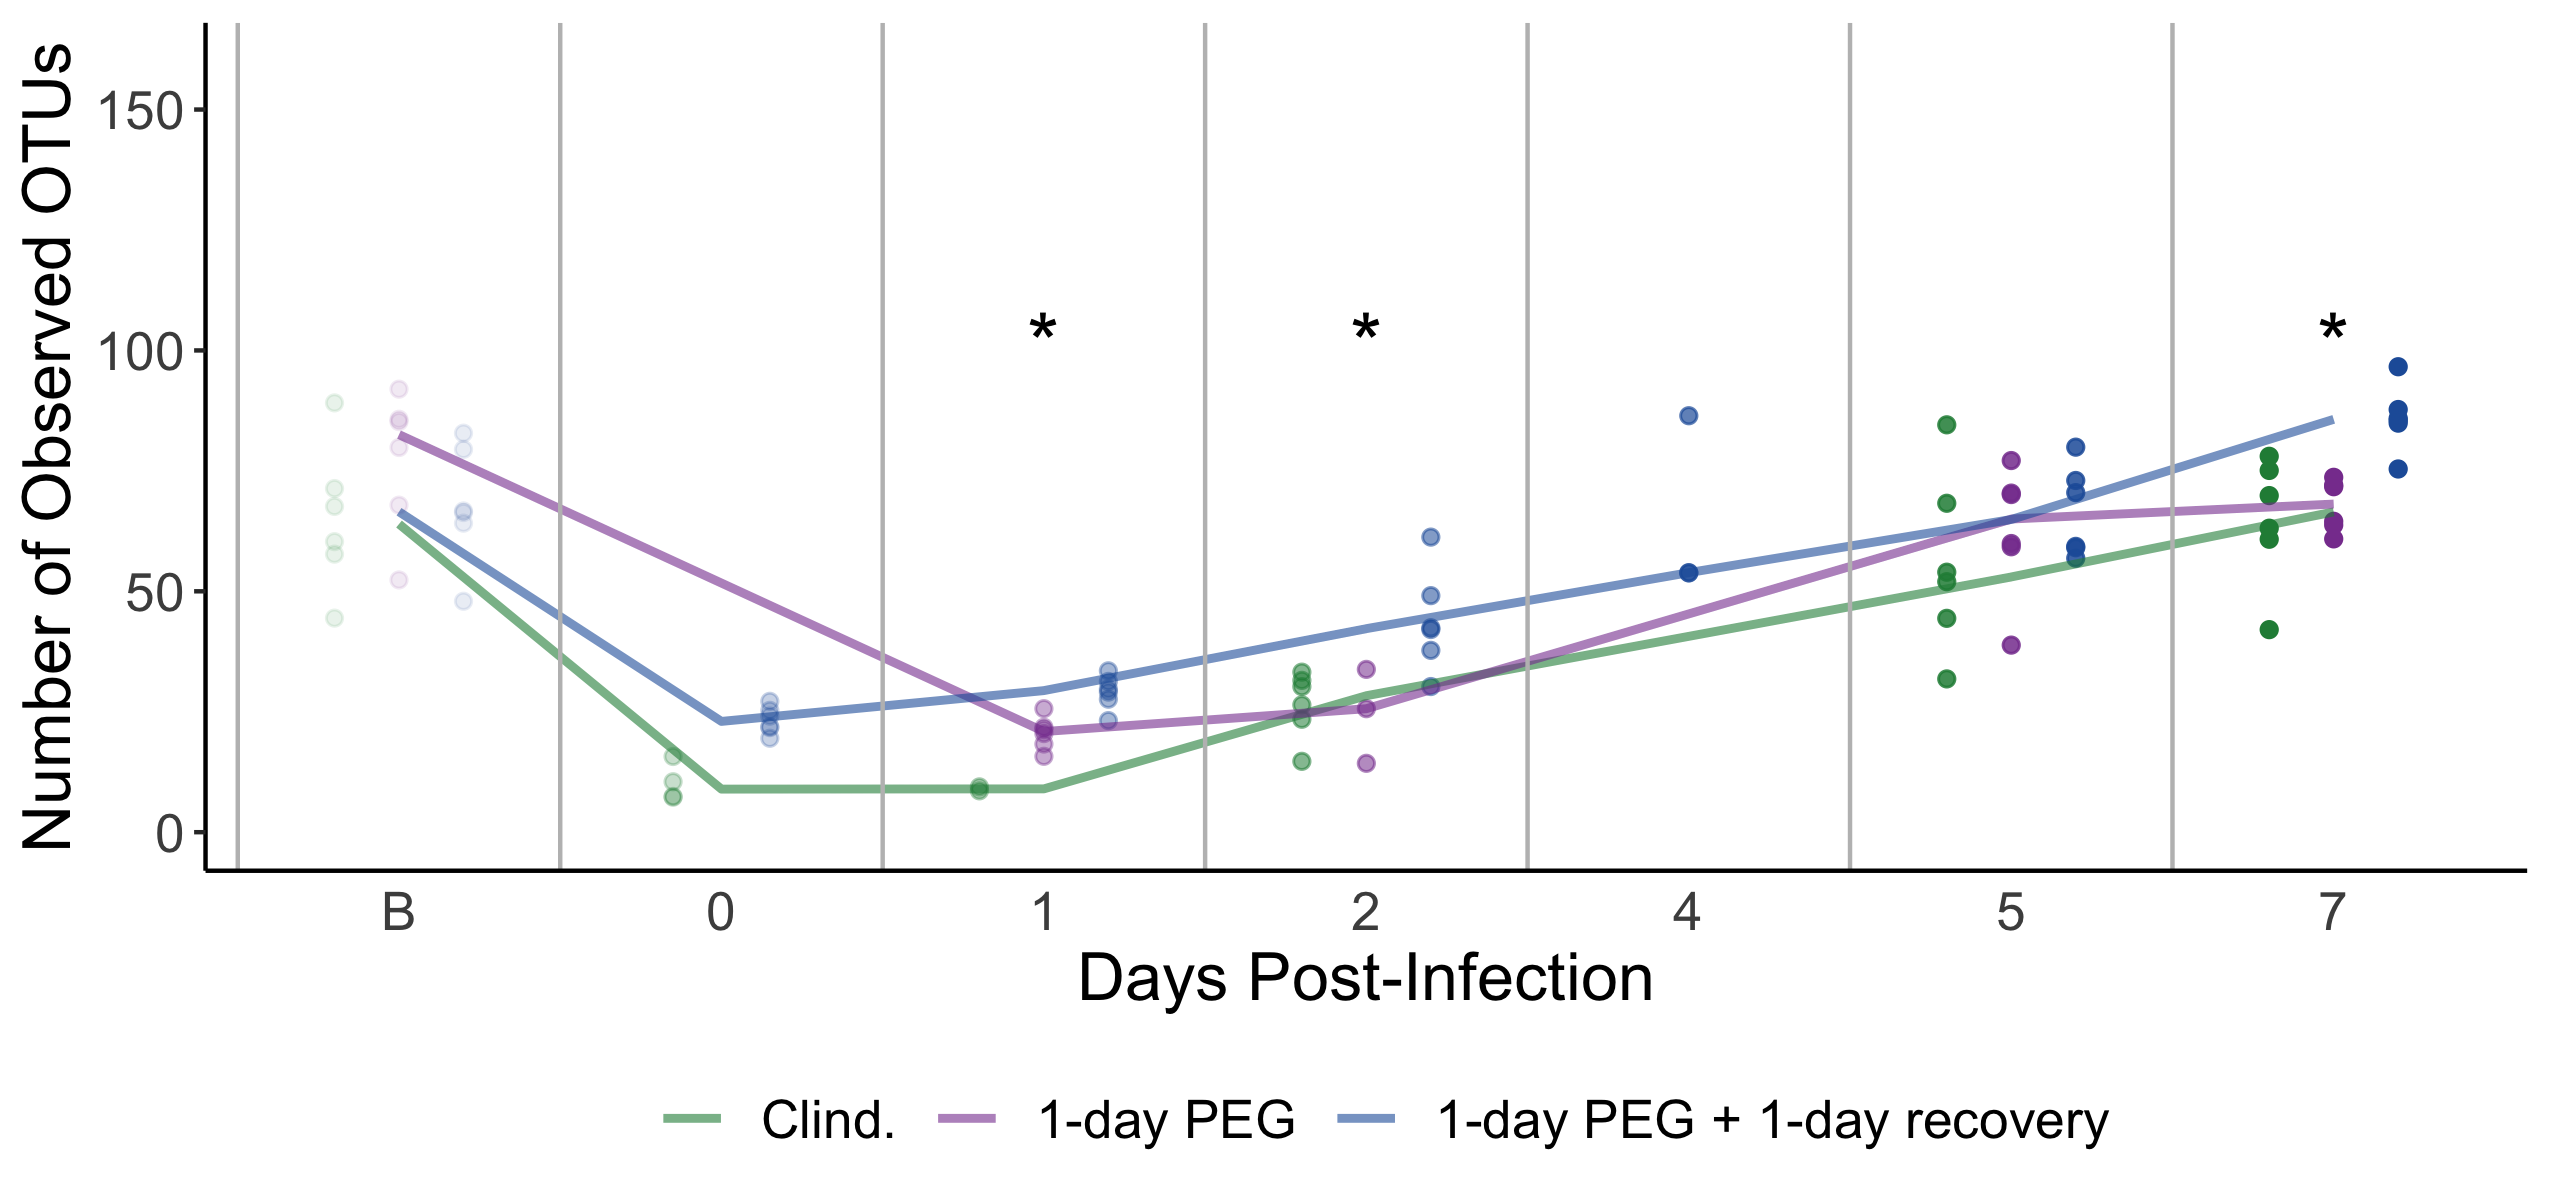 Number of Observed OTUs
150
100
50
0
* * *
B 0 1 2 4 5 7
Days Post-Infection
Clind. 1-day PEG 1-day PEG + 1-day recovery